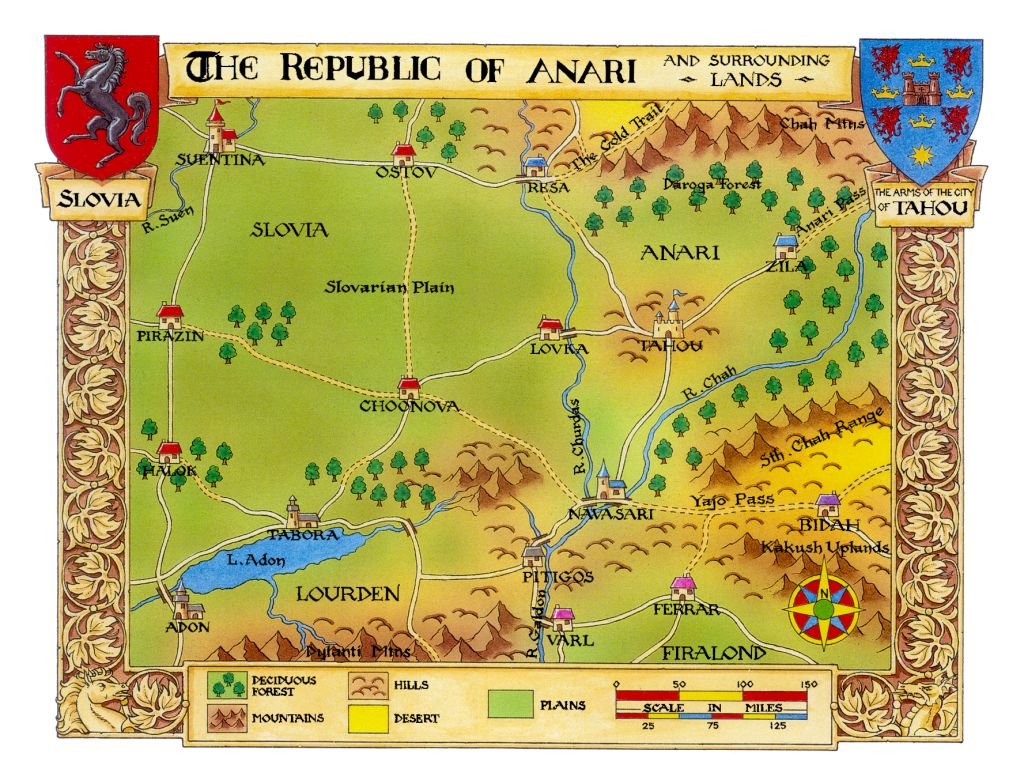 THE REPUBLIC OF ANARI
AND SURROUNDING
LANDS
SLOVIA
THE ARMS OF THE CITY
OF TAHOU
Chah Mtns
The Gold Trail
SUENTINA
OSTOV
RESA
Daroga Forest
Anari Pass
R. Suen
SLOVIA
ANARI
ZILA
Slovarian Plain
PIRAZIN
LOVKA
TAHOU
R. Chah
CHOONOVA
R. Churdas
Sth. Chah Range
HALOK
Yajo Pass
NAVASARI
BIDAH
TABORA
Kakush Uplands
L. Adon
PITIGOS
LOURDEN
N
FERRAR
ADON
R. Galdon
VARL
Dylanti Mtns
FIRALOND
DECIDUOUS
FOREST
HILLS
MOUNTAINS
DESERT
PLAINS
0 50 100 150
SCALE IN MILES
25 75 125